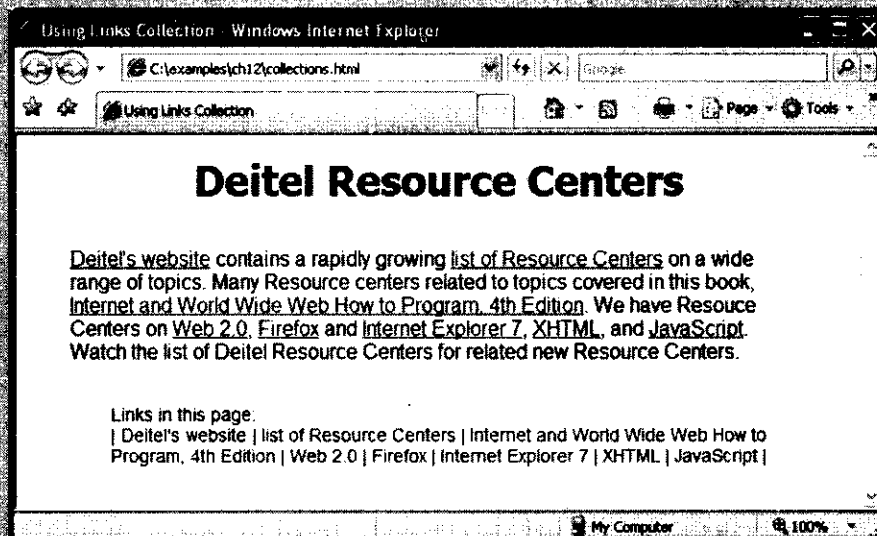 Using Links Collection - Windows Internet Explorer
C:\examples\ch12\collections.html
Google
Using Links Collection
Page
Tools
Deitel Resource Centers
Deitel's website contains a rapidly growing list of Resource Centers on a wide
range of topics. Many Resource centers related to topics covered in this book,
Internet and World Wide Web How to Program, 4th Edition. We have Resouce
Centers on Web 2.0, Firefox and Internet Explorer 7, XHTML, and JavaScript.
Watch the list of Deitel Resource Centers for related new Resource Centers.
Links in this page:
| Deitel's website | list of Resource Centers | Internet and World Wide Web How to
Program, 4th Edition | Web 2.0 | Firefox | Internet Explorer 7 | XHTML | JavaScript |
My Computer
100%